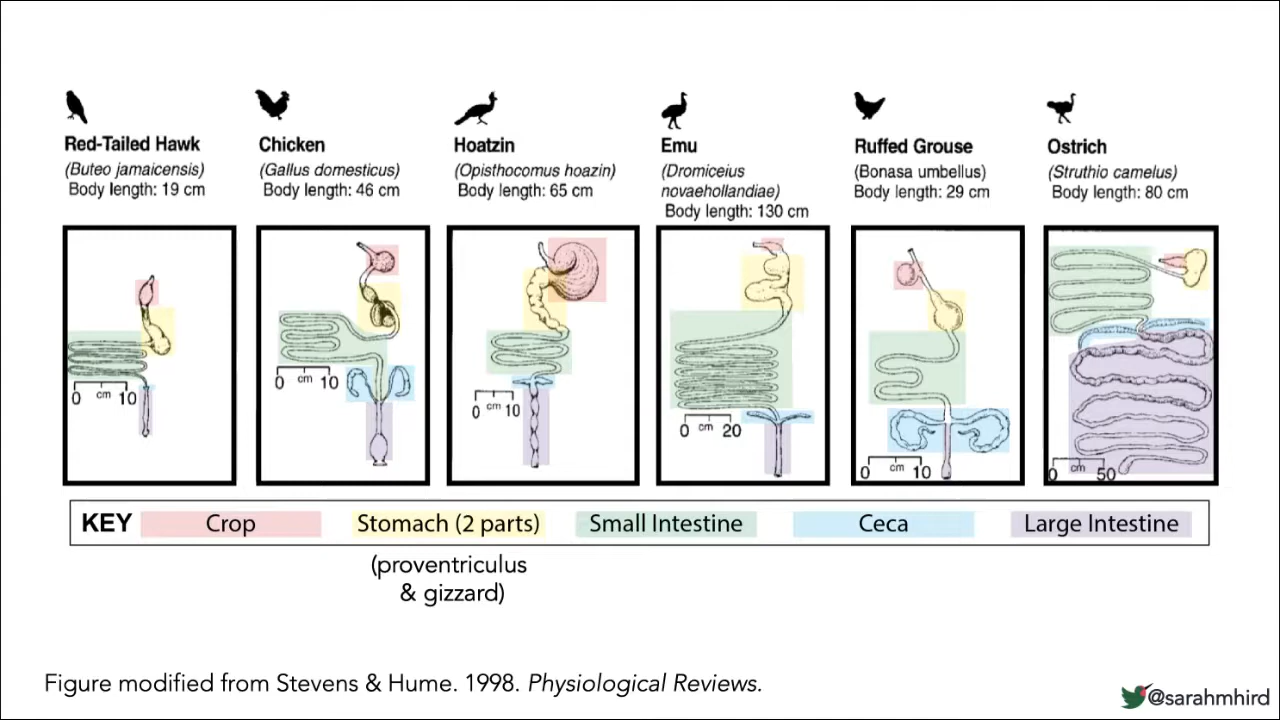 Red-Tailed Hawk
(Buteo jamaicensis)
Body length: 19 cm
Chicken
(Gallus domesticus)
Body length: 46 cm
Hoatzin
(Opisthocomus hoazin)
Body length: 65 cm
Emu
(Dromiceius
novaehollandiae)
Body length: 130 cm
Ruffed Grouse
(Bonasa umbellus)
Body length: 29 cm
Ostrich
(Struthio camelus)
Body length: 80 cm
0 cm 10
0 cm 10
0 cm 10
0 cm 20
0 cm 10
0 cm 50
KEY Crop Stomach (2 parts) Small Intestine Ceca Large Intestine
(proventriculus
& gizzard)
Figure modified from Stevens & Hume. 1998. Physiological Reviews.
@sarahmhird